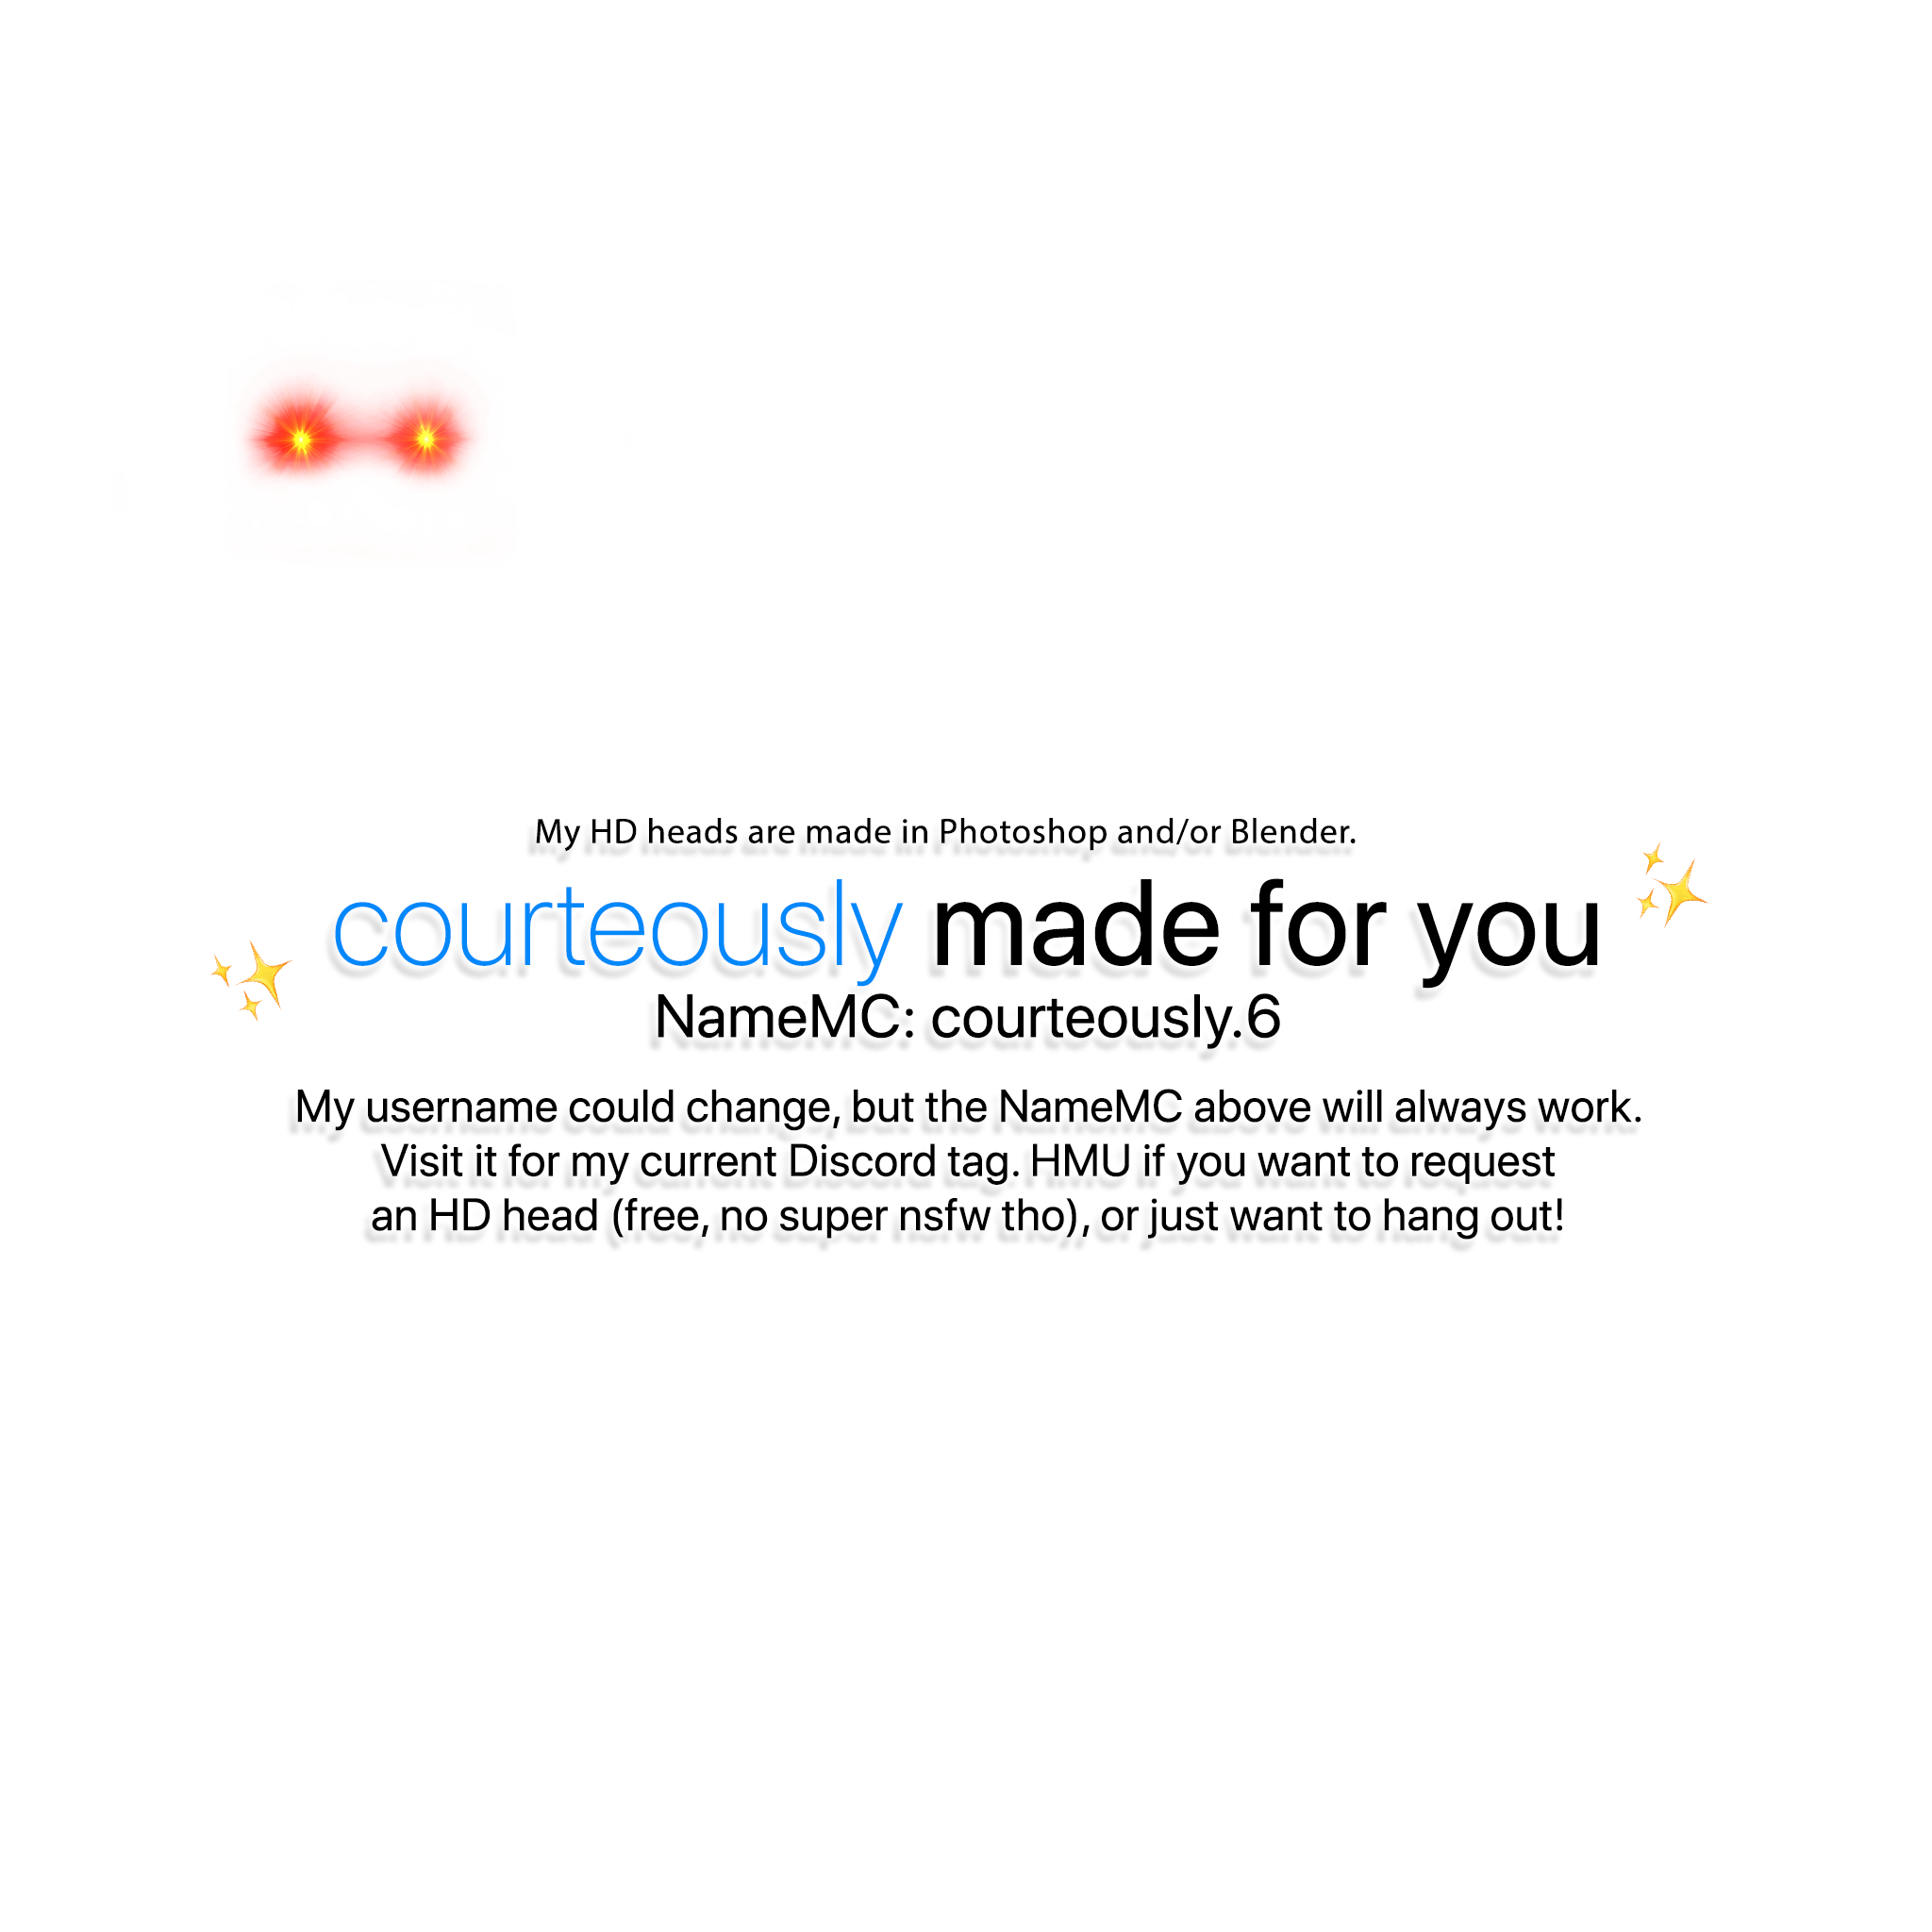 My HD heads are made in Photoshop and/or Blender.
courteously made for you
NameMC: courteously.6
My username could change, but the NameMC above will always work.
Visit it for my current Discord tag. HMU if you want to request
an HD head (free, no super nsfw tho), or just want to hang out!